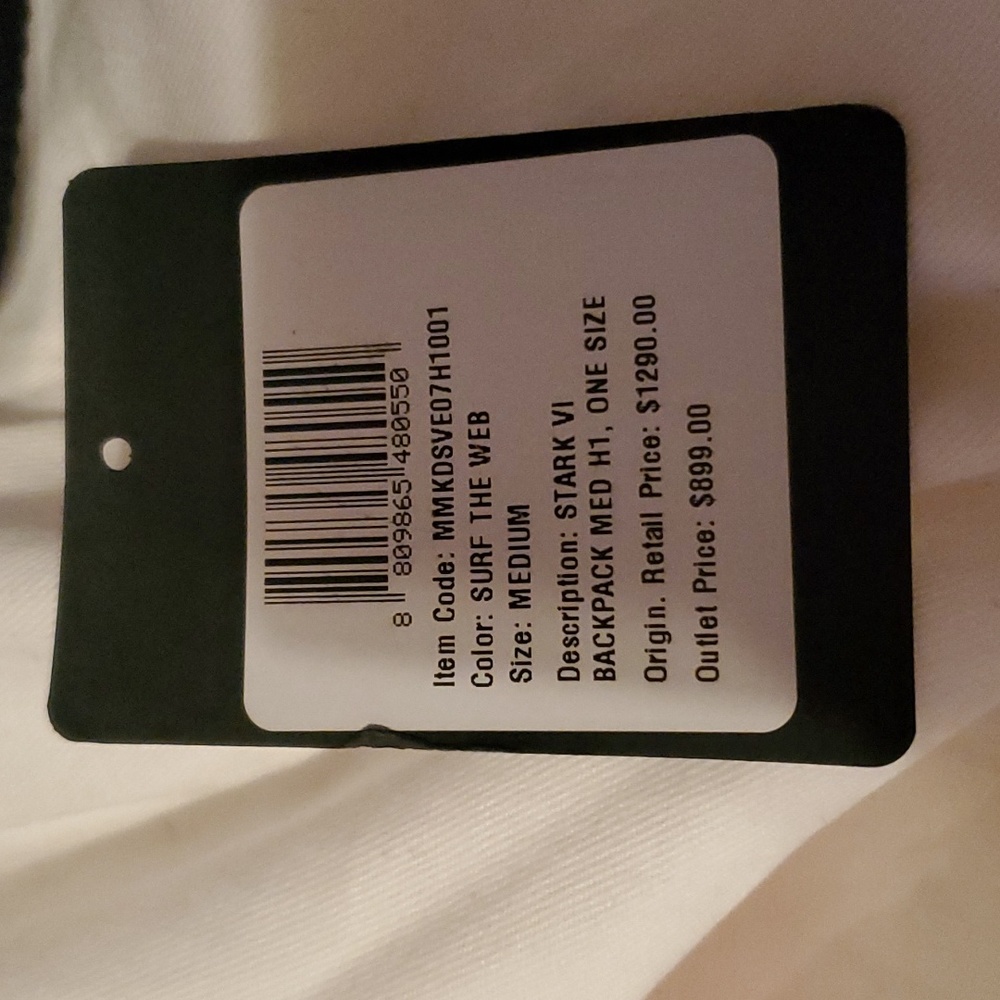 8 809865 480550
Item Code: MMKDSVE07H1001
Color: SURF THE WEB
Size: MEDIUM
Description: STARK VI
BACKPACK MED H1, ONE SIZE
Origin. Retail Price: $1290.00
Outlet Price: $899.00